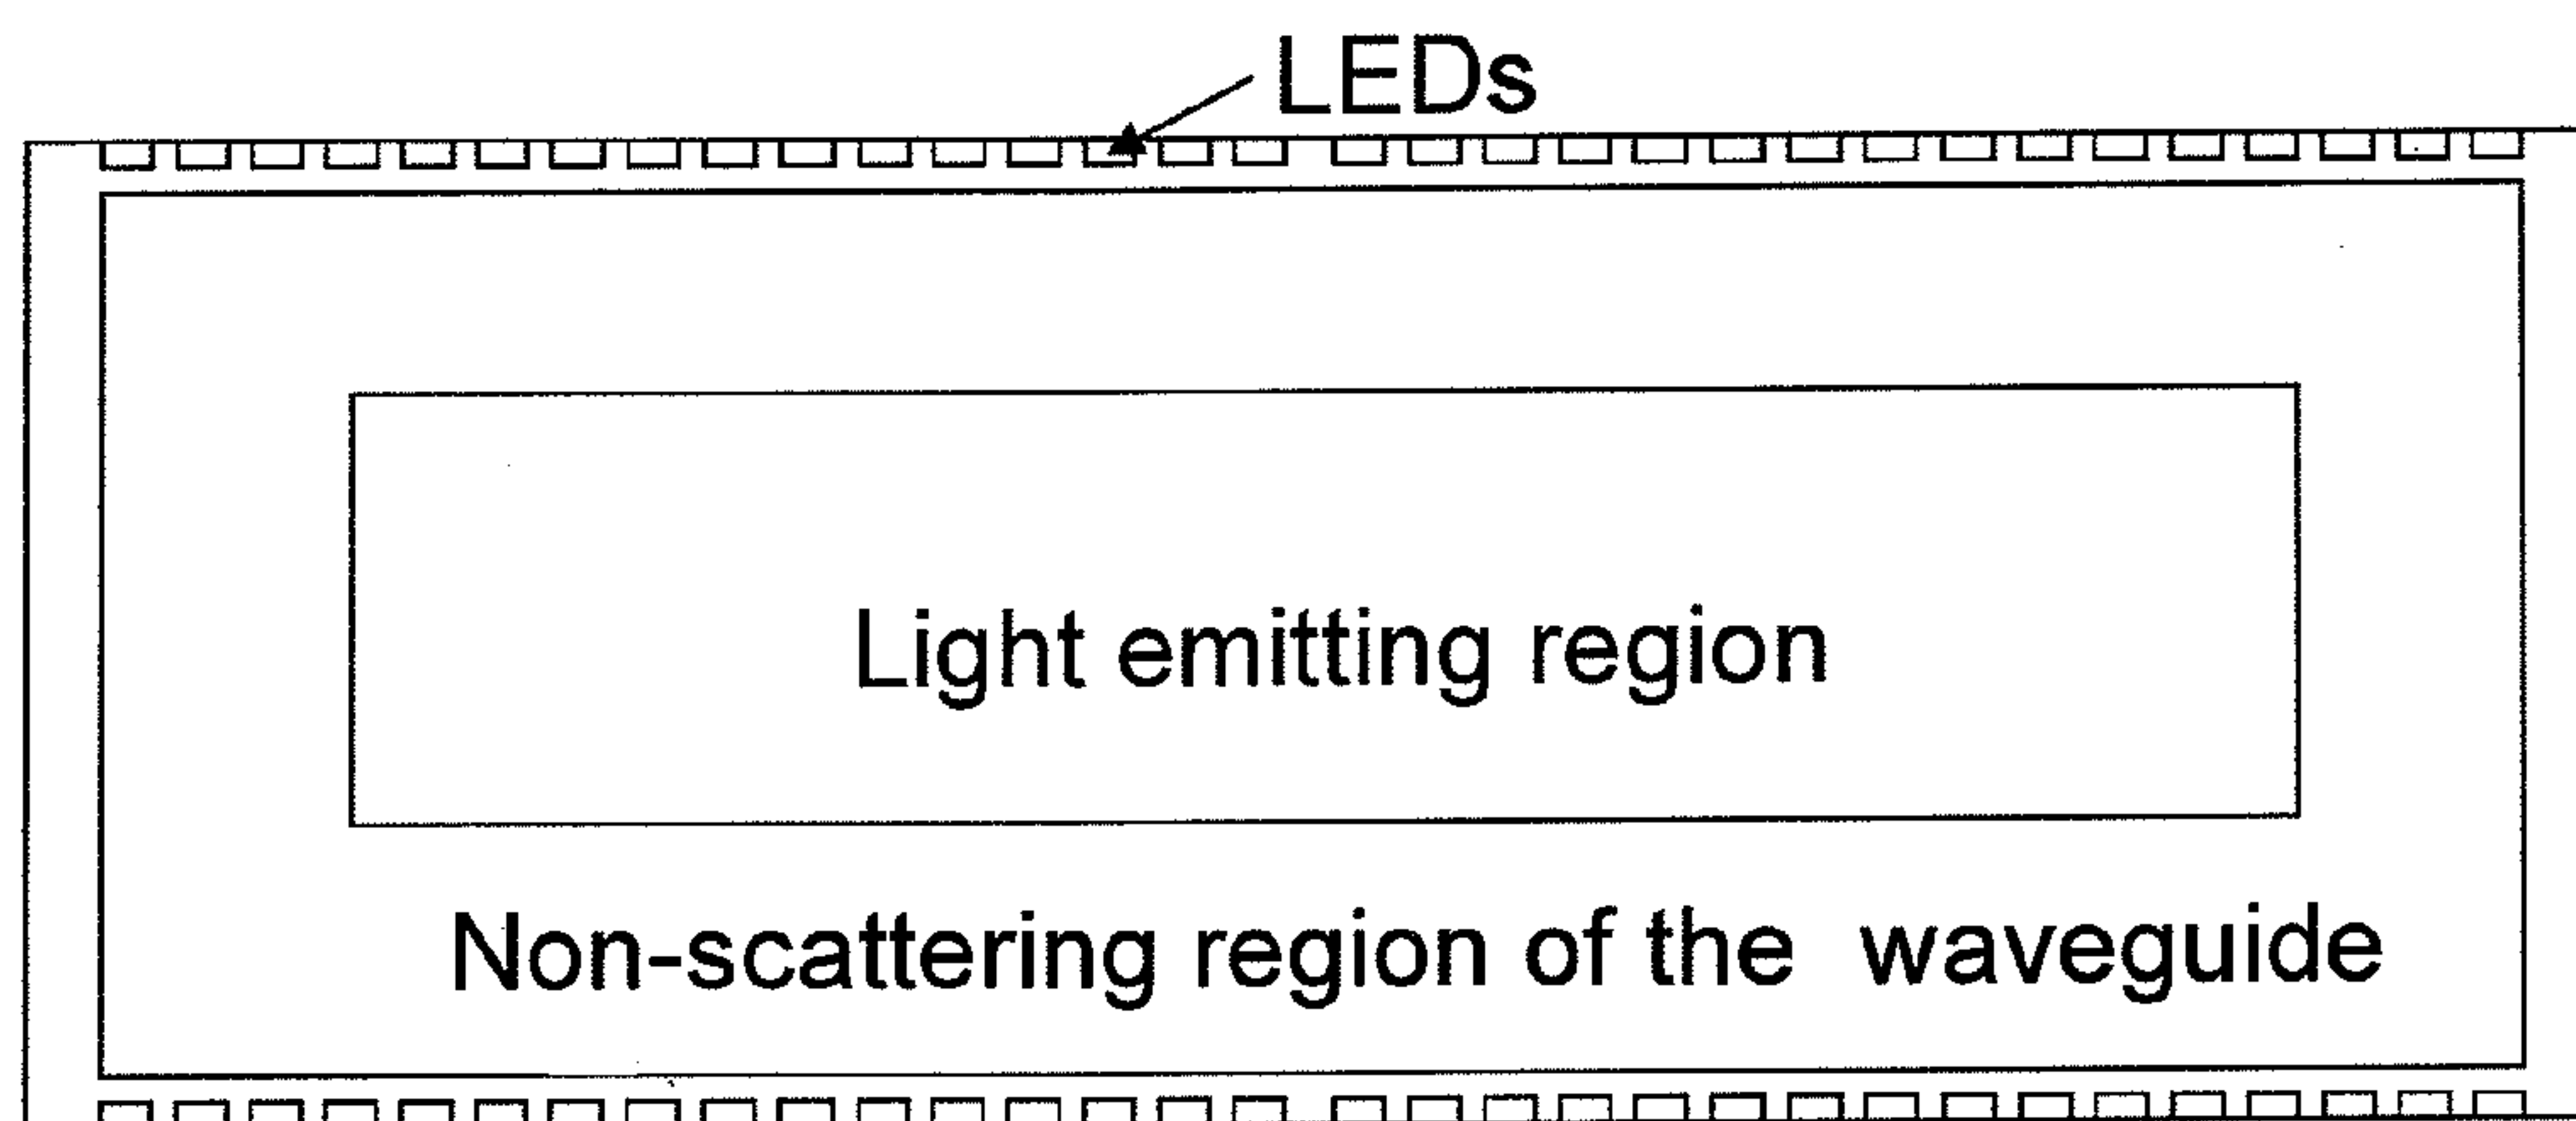 LEDs
Light emitting region
Non-scattering region of the waveguide